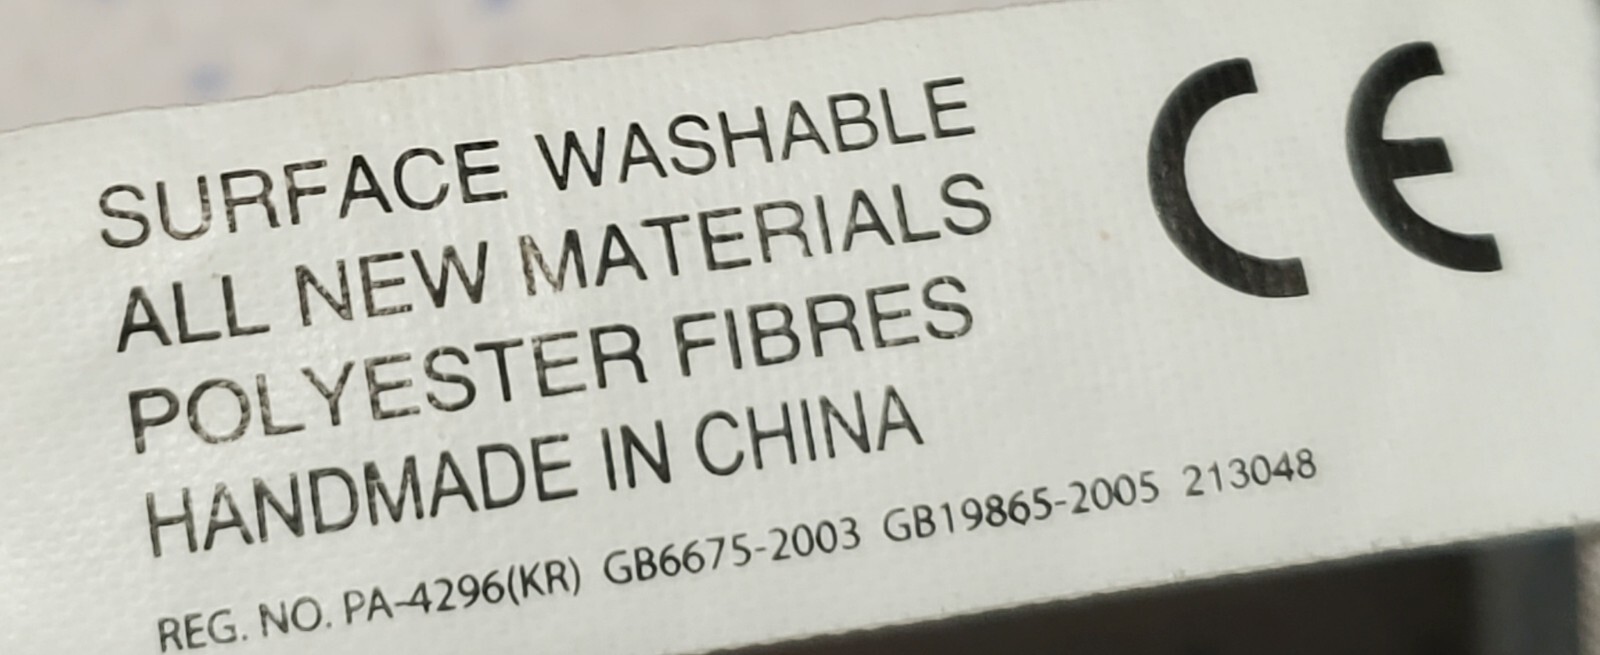 SURFACE WASHABLE
ALL NEW MATERIALS
POLYESTER FIBRES
HANDMADE IN CHINA
REG. NO. PA-4296(KR) GB6675-2003 GB19865-2005 213048
CE